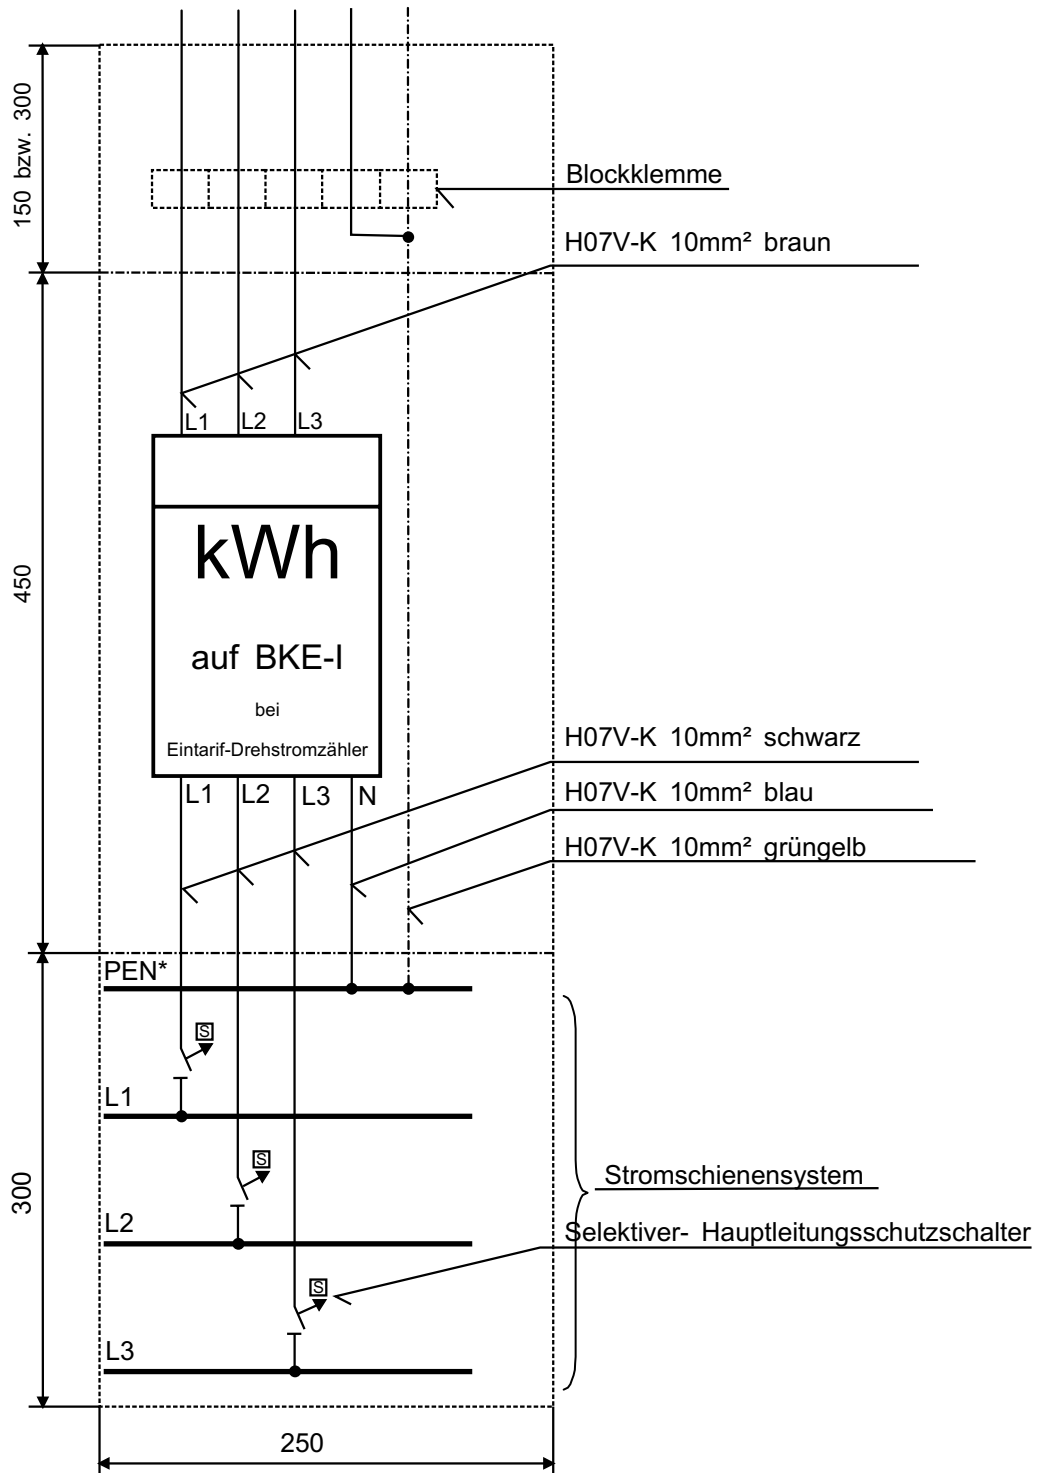 150 bzw. 300
Blockklemme
H07V-K 10mm² braun
L1 L2 L3
kWh
450
auf BKE-I
bei
Eintarif-Drehstromzähler
H07V-K 10mm² schwarz
L1 L2 L3 N
H07V-K 10mm² blau
H07V-K 10mm² grüngelb
PEN*
S
L1
S
300
Stromschienensystem
L2
Selektiver- Hauptleitungsschutzschalter
S
L3
250